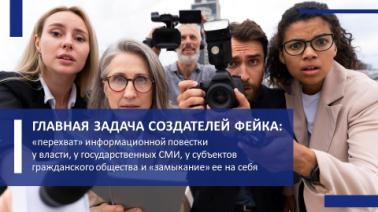 ГЛАВНАЯ ЗАДАЧА СОЗДАТЕЛЕЙ ФЕЙКА:
«перехват» информационной повестки
у власти, у государственных СМИ, у субъектов
гражданского общества и «замыкание» ее на себя